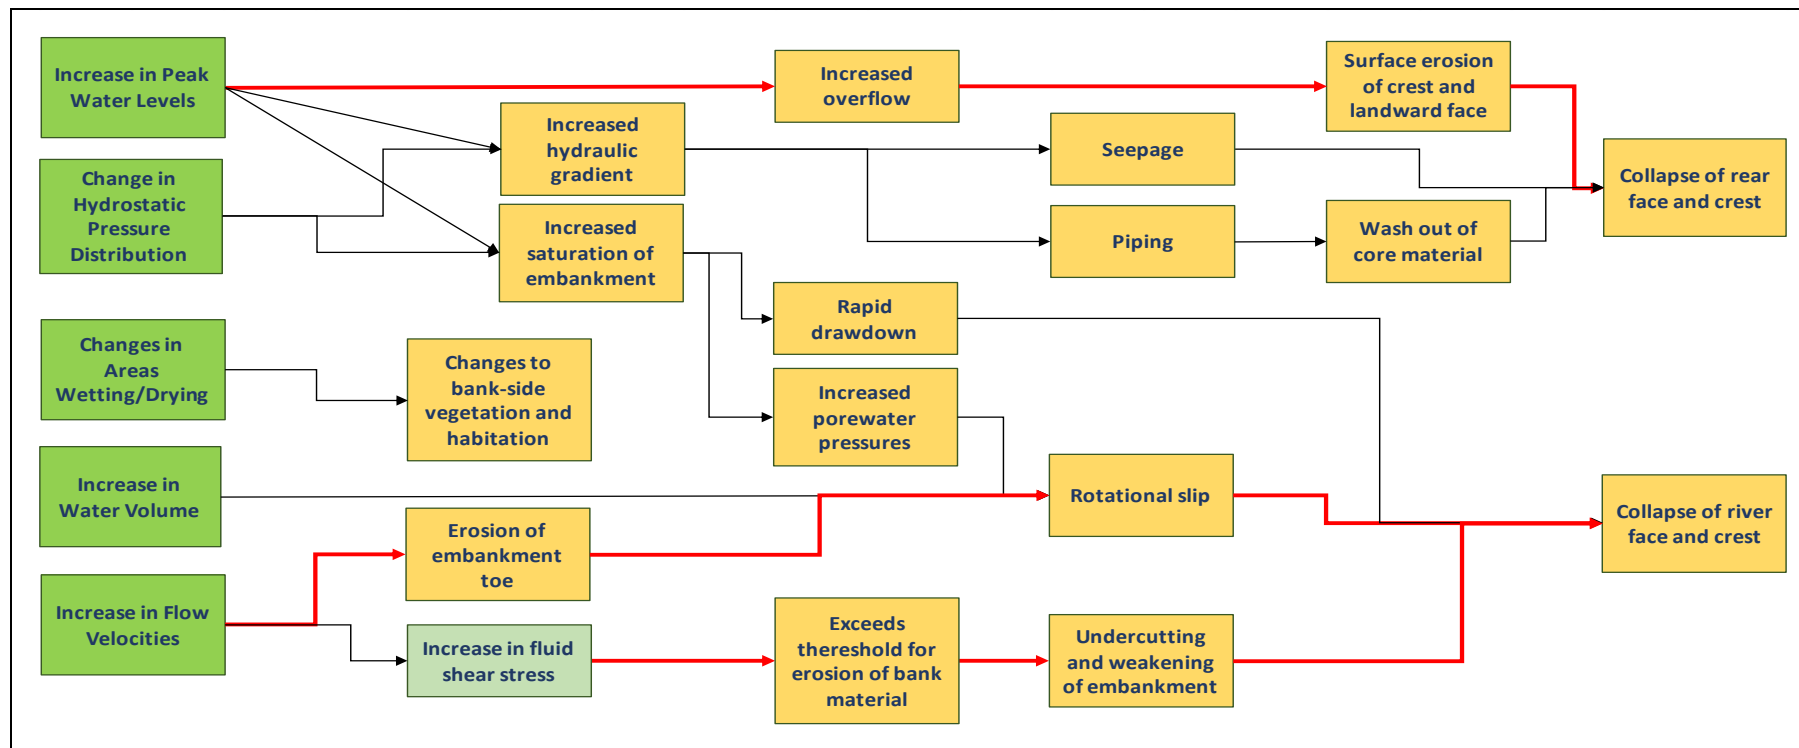 Increase in Peak
Water Levels
Increased
overflow
Surface erosion
of crest and
landward face
Increased
hydraulic
gradient
Seepage
Collapse of rear
face and crest
Change in
Hydrostatic
Pressure
Distribution
Increased
saturation of
embankment
Piping
Wash out of
core material
Rapid
drawdown
Changes in
Areas
Wetting/Drying
Changes to
bank-side
vegetation and
habitation
Increased
porewater
pressures
Increase in
Water Volume
Rotational slip
Collapse of river
face and crest
Erosion of
embankment
toe
Increase in Flow
Velocities
Increase in fluid
shear stress
Exceeds
thereshold for
erosion of bank
material
Undercutting
and weakening
of embankment